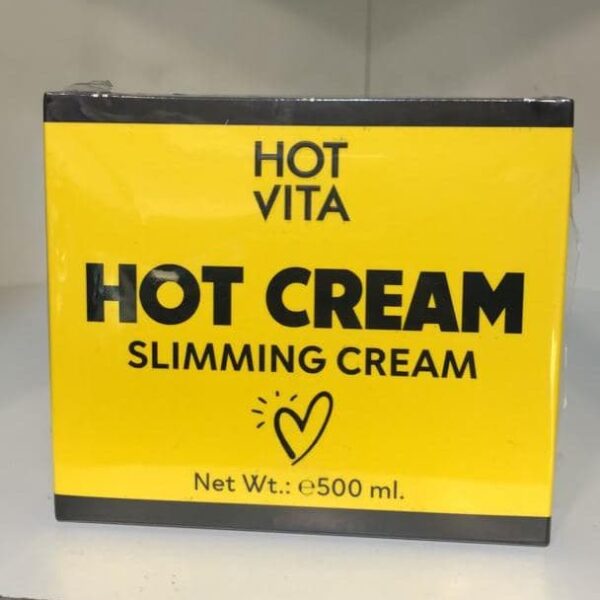 HOT
VITA
HOT CREAM
SLIMMING CREAM
Net Wt.: ℮500 ml.